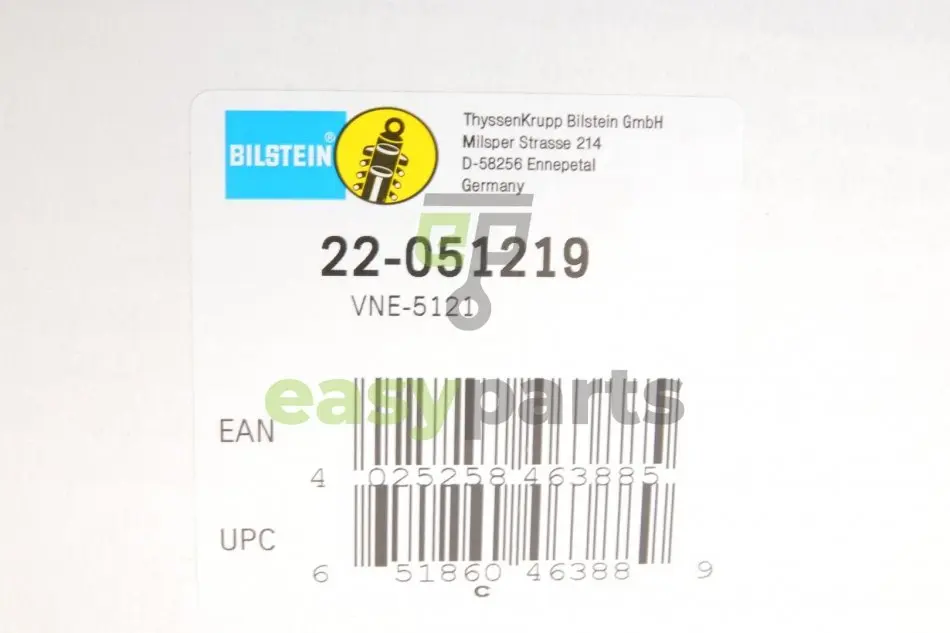 BILSTEIN®
ThyssenKrupp Bilstein GmbH
Milsper Strasse 214
D-58256 Ennepetal
Germany
22-051219
VNE-5121
easyparts
EAN
4 025258 463885
UPC
6 51860 46388 9
C